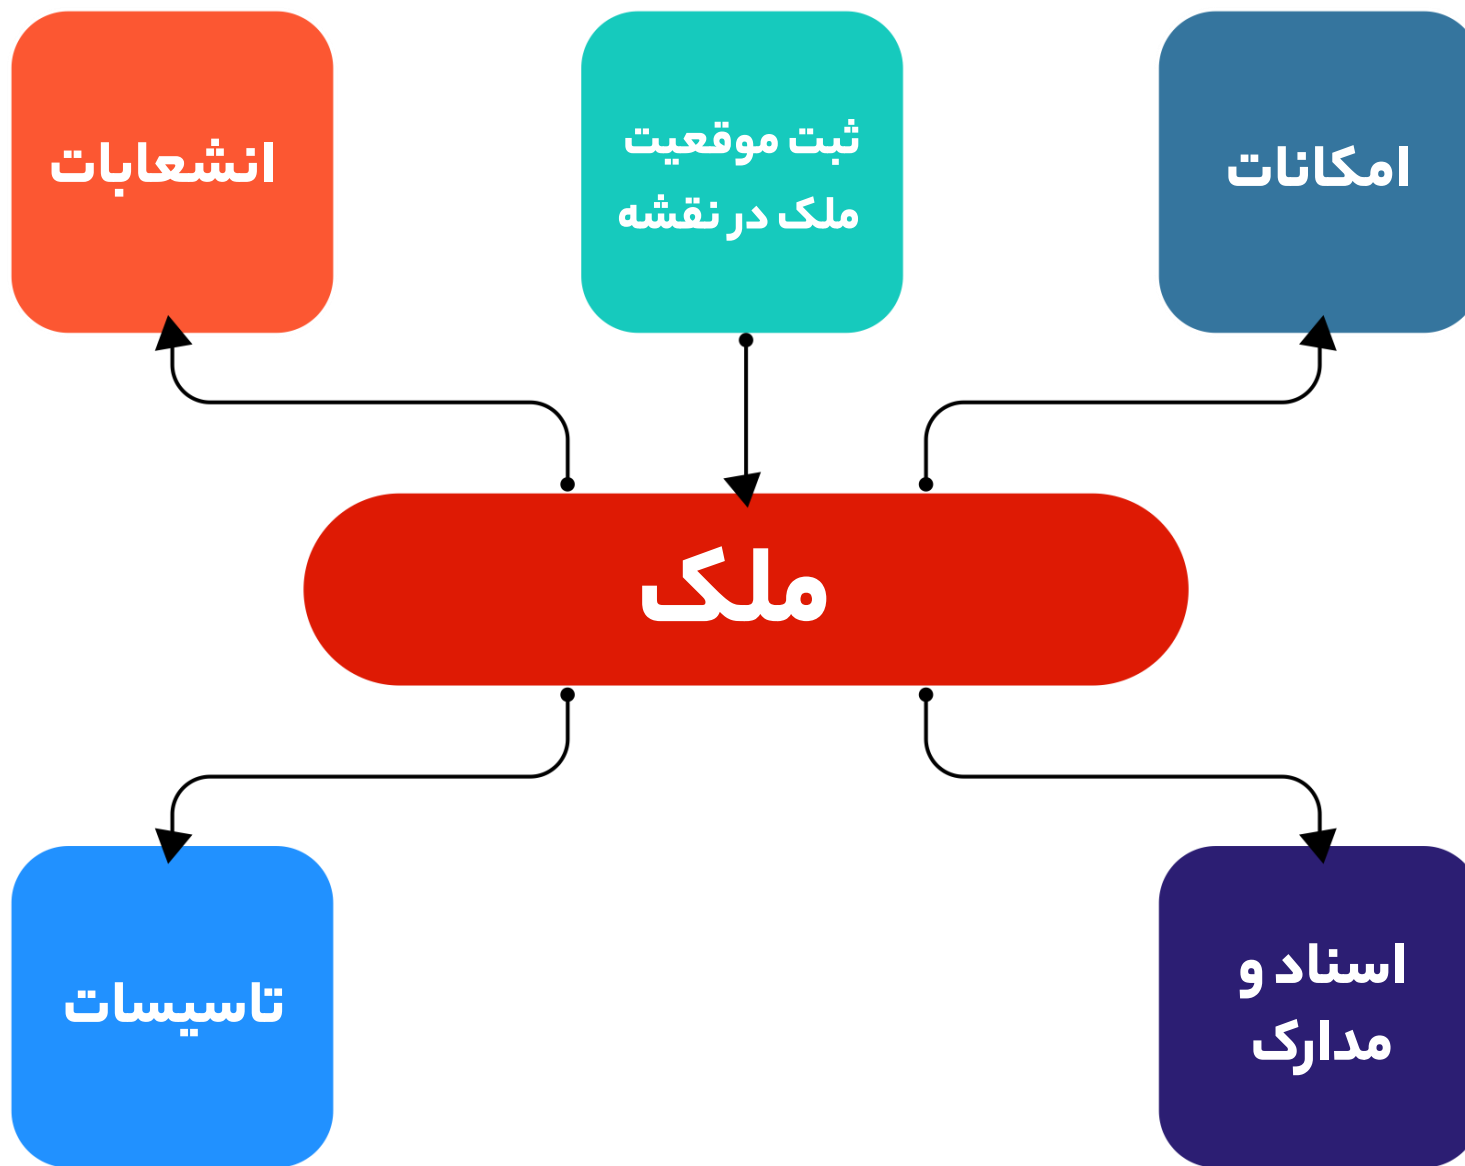 امکانات
ثبت موقعیت
ملک در نقشه
انشعابات
ملک
اسناد و
مدارک
تاسیسات